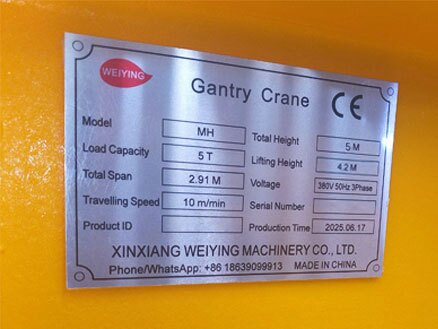 WEIYING
Gantry Crane
CE
Model MH
Total Height 5 M
Load Capacity 5 T
Lifting Height 4.2 M
Total Span 2.91 M
Voltage 380V 50Hz 3Phase
Travelling Speed 10 m/min
Serial Number
Product ID
Production Time 2025.06.17
XINXIANG WEIYING MACHINERY CO., LTD.
Phone/WhatsApp: +86 18639099913 MADE IN CHINA